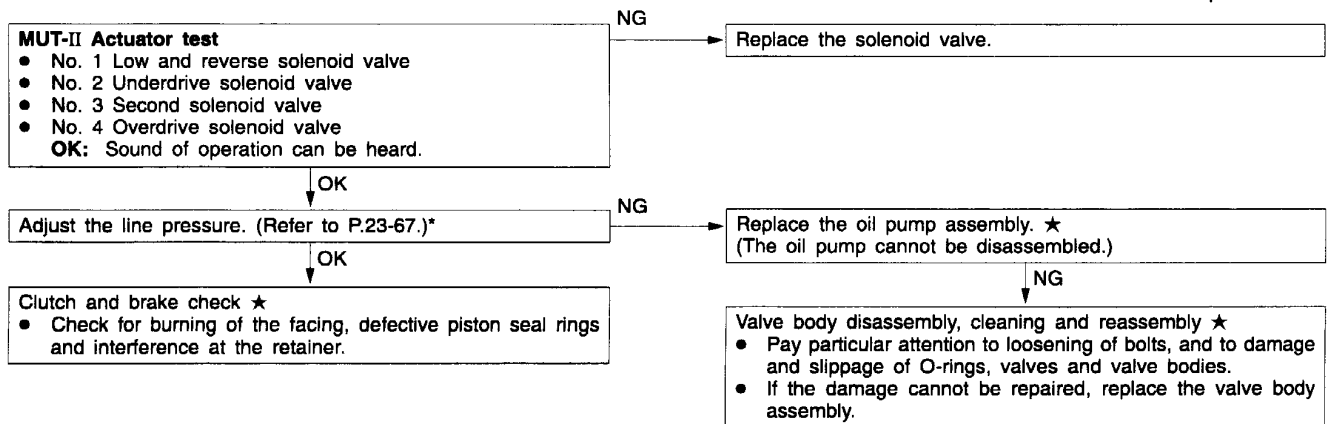 NG
MUT-II Actuator test
● No. 1 Low and reverse solenoid valve
● No. 2 Underdrive solenoid valve
● No. 3 Second solenoid valve
● No. 4 Overdrive solenoid valve
OK: Sound of operation can be heard.
Replace the solenoid valve.
OK
Adjust the line pressure. (Refer to P.23-67.)*
NG
Replace the oil pump assembly. ★
(The oil pump cannot be disassembled.)
OK
NG
Clutch and brake check ★
● Check for burning of the facing, defective piston seal rings
and interference at the retainer.
Valve body disassembly, cleaning and reassembly ★
● Pay particular attention to loosening of bolts, and to damage
and slippage of O-rings, valves and valve bodies.
● If the damage cannot be repaired, replace the valve body
assembly.